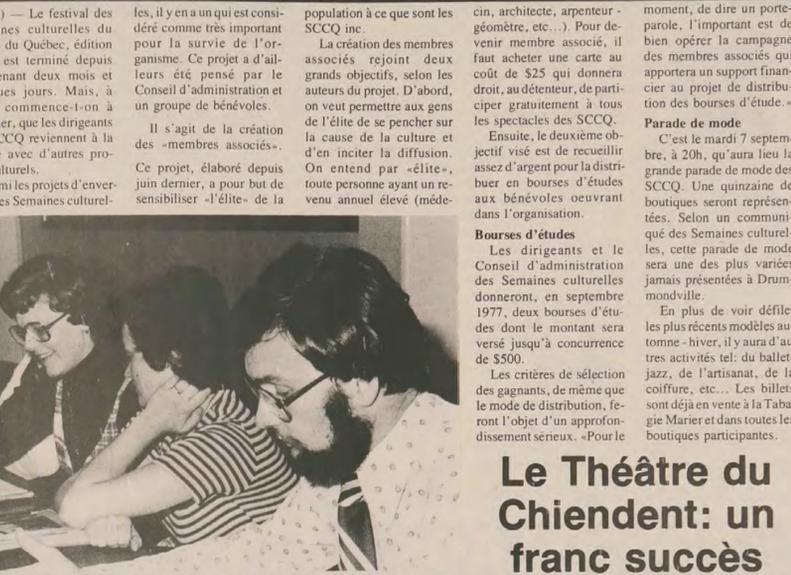 ) — Le festival des
nes culturelles du
du Québec, édition
est terminé depuis
enant deux mois et
ues jours. Mais, à
commence-t-on à
er, que les dirigeants
CCQ reviennent à la
avec d'autres pro-
lturels.
mi les projets d'enver-
es Semaines culturel-
les, il y en a un qui est consi-
déré comme très important
pour la survie de l'or-
ganisme. Ce projet a d'ail-
leurs été pensé par le
Conseil d'administration et
un groupe de bénévoles.
Il s'agit de la création
des «membres associés».
Ce projet, élaboré depuis
juin dernier, a pour but de
sensibiliser «l'élite» de la
population à ce que sont les
SCCQ inc.
La création des membres
associés rejoint deux
grands objectifs, selon les
auteurs du projet. D'abord,
on veut permettre aux gens
de l'élite de se pencher sur
la cause de la culture et
d'en inciter la diffusion.
On entend par «élite»,
toute personne ayant un re-
venu annuel élevé (méde-
cin, architecte, arpenteur -
géomètre, etc...). Pour de-
venir membre associé, il
faut acheter une carte au
coût de $25 qui donnera
droit, au détenteur, de parti-
ciper gratuitement à tous
les spectacles des SCCQ.
Ensuite, le deuxième ob-
jectif visé est de recueillir
assez d'argent pour la distri-
buer en bourses d'études
aux bénévoles oeuvrant
dans l'organisation.
Bourses d'études
Les dirigeants et le
Conseil d'administration
des Semaines culturelles
donneront, en septembre
1977, deux bourses d'étu-
des dont le montant sera
versé jusqu'à concurrence
de $500.
Les critères de sélection
des gagnants, de même que
le mode de distribution, fe-
ront l'objet d'un approfon-
dissement sérieux. «Pour le
moment, de dire un porte-
parole, l'important est de
bien opérer la campagne
des membres associés qui
apportera un support finan-
cier au projet de distribu-
tion des bourses d'étude.»
Parade de mode
C'est le mardi 7 septem-
bre, à 20h, qu'aura lieu la
grande parade de mode des
SCCQ. Une quinzaine de
boutiques seront représen-
tées. Selon un communi-
qué des Semaines culturel-
les, cette parade de mode
sera une des plus variées
jamais présentées à Drum-
mondville.
En plus de voir défile
les plus récents modèles au-
tomne - hiver, il y aura d'au
tres activités tel: du ballet
jazz, de l'artisanat, de la
coiffure, etc... Les billet
sont déjà en vente à la Taba
gie Marier et dans toutes les
boutiques participantes.
Le Théâtre du
Chiendent: un
franc succès